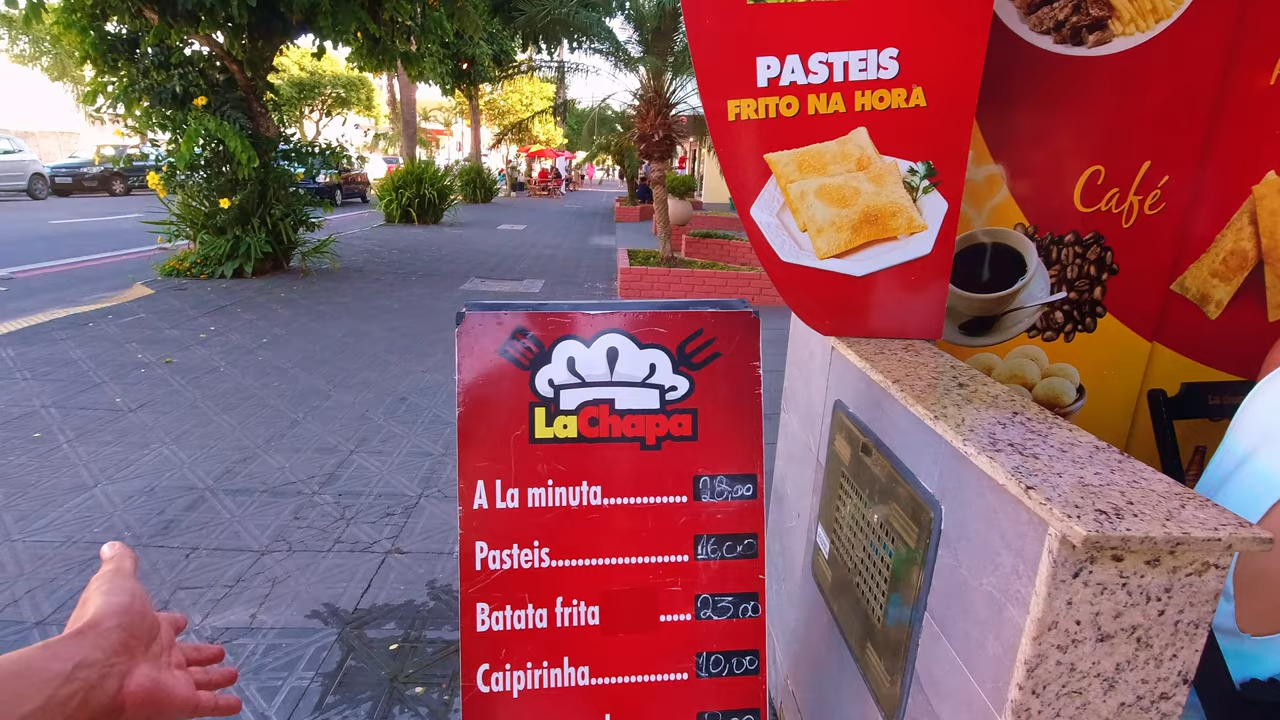 PASTEIS
FRITO NA HORA
Café
LaChapa
A La minuta............. 28,00
Pasteis..................... 16,00
Batata frita ..... 23,00
Caipirinha............... 10,00